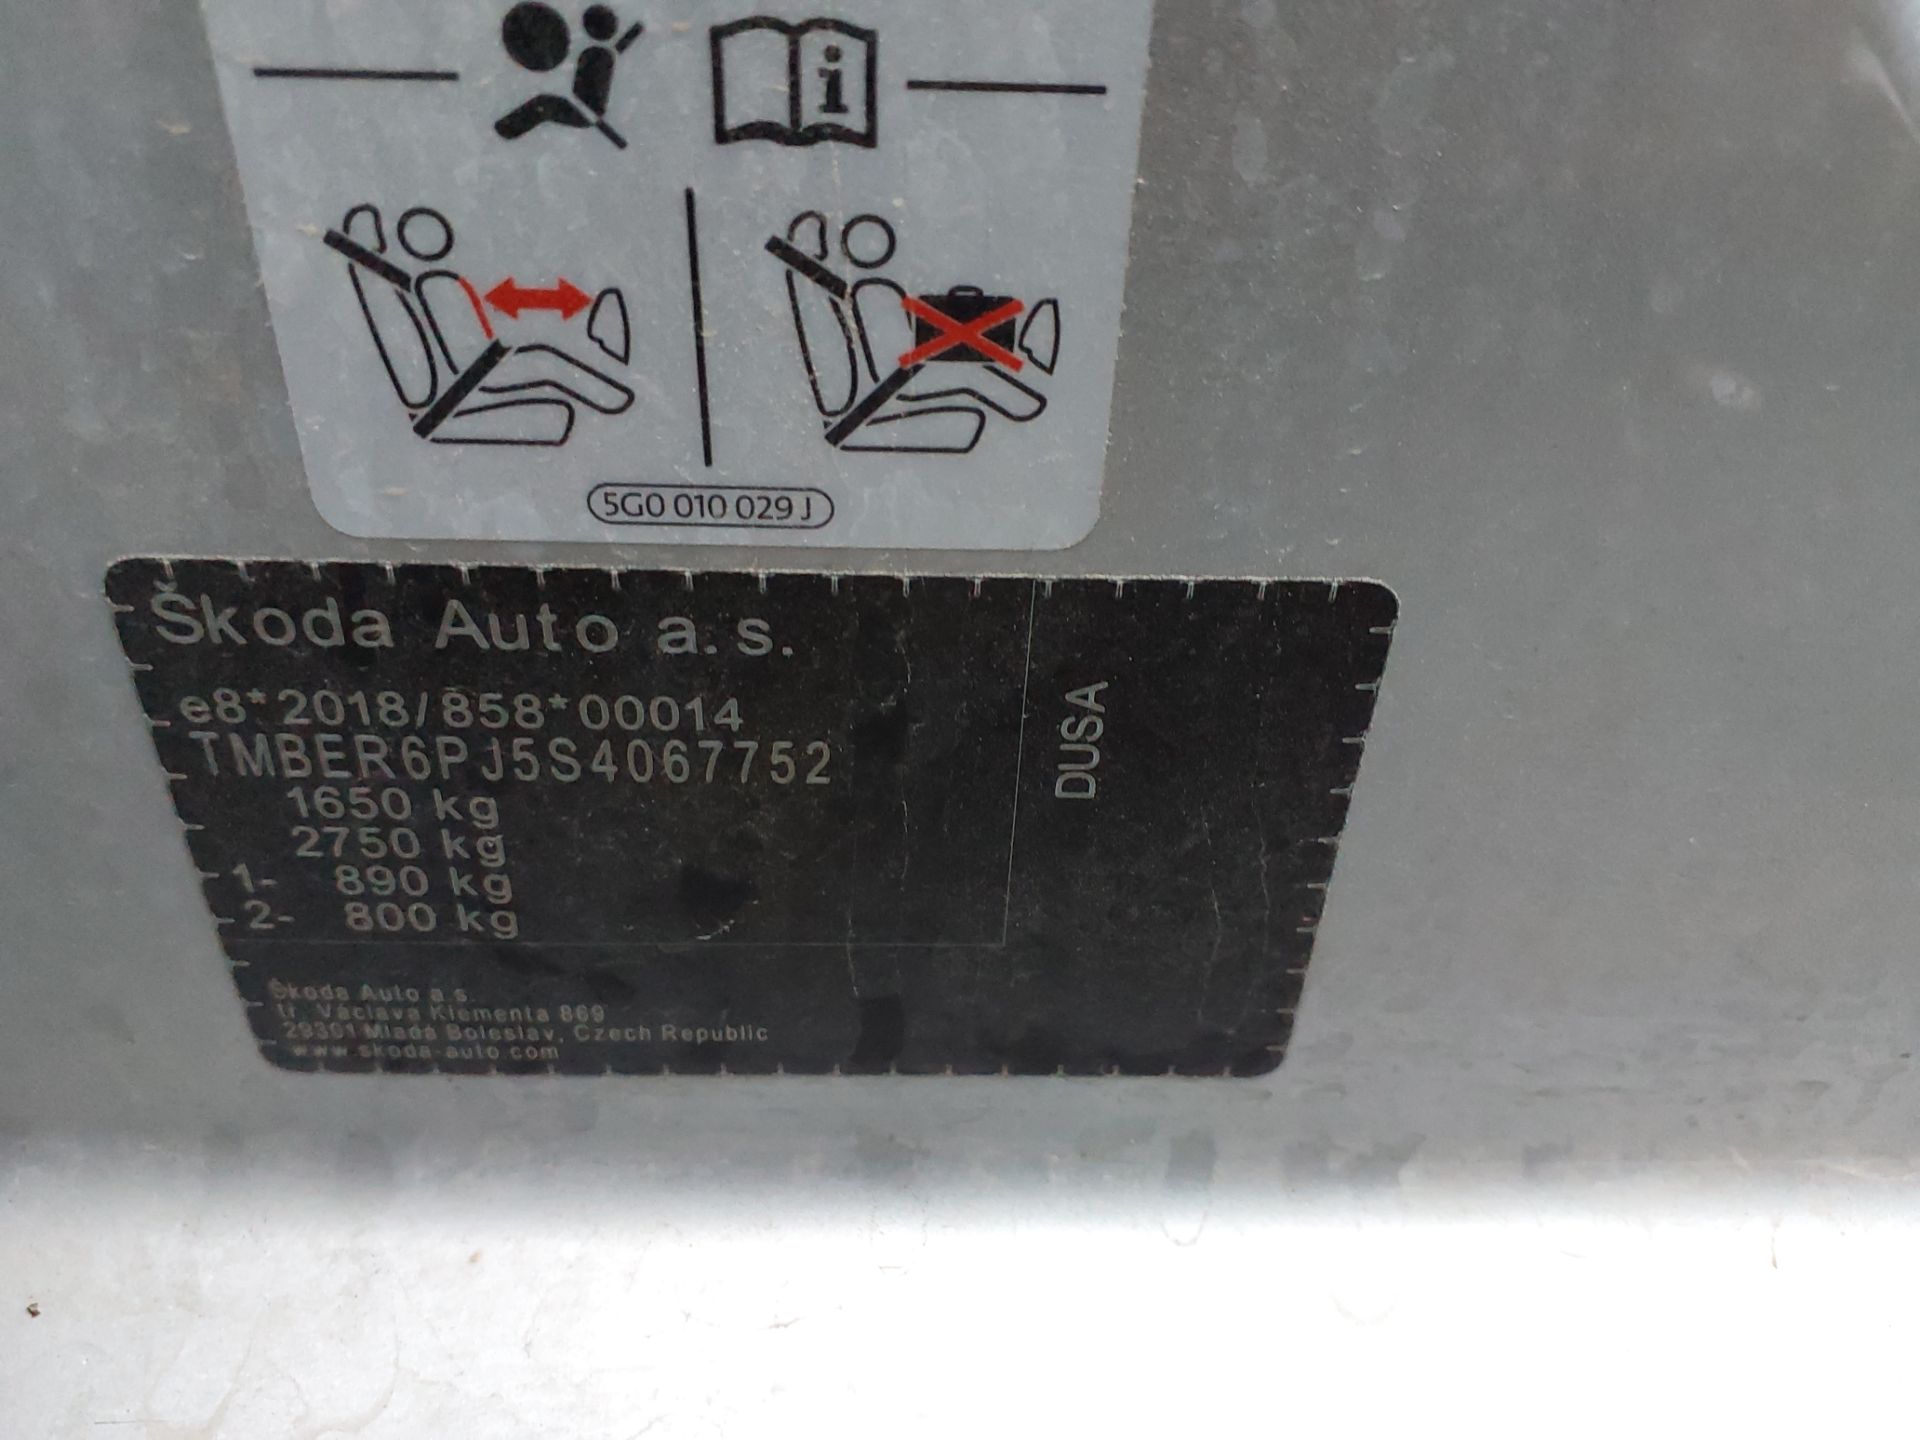 i
5G0 010 029 J
Škoda Auto a.s.
e8*2018/858*00014
TMBER6PJ5S4067752
1650 kg
2750 kg
1- 890 kg
2- 800 kg
DUSA
Škoda Auto a.s.
tř. Václava Klementa 869
29301 Mladá Boleslav, Czech Republic
www.skoda-auto.com